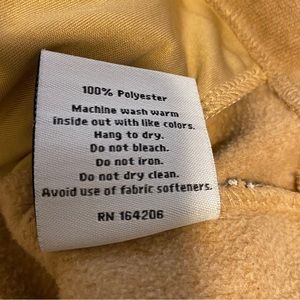 100% Polyester
Machine wash warm
inside out with like colors.
Hang to dry.
Do not bleach.
Do not iron.
Do not dry clean.
Avoid use of fabric softeners.
RN 164206